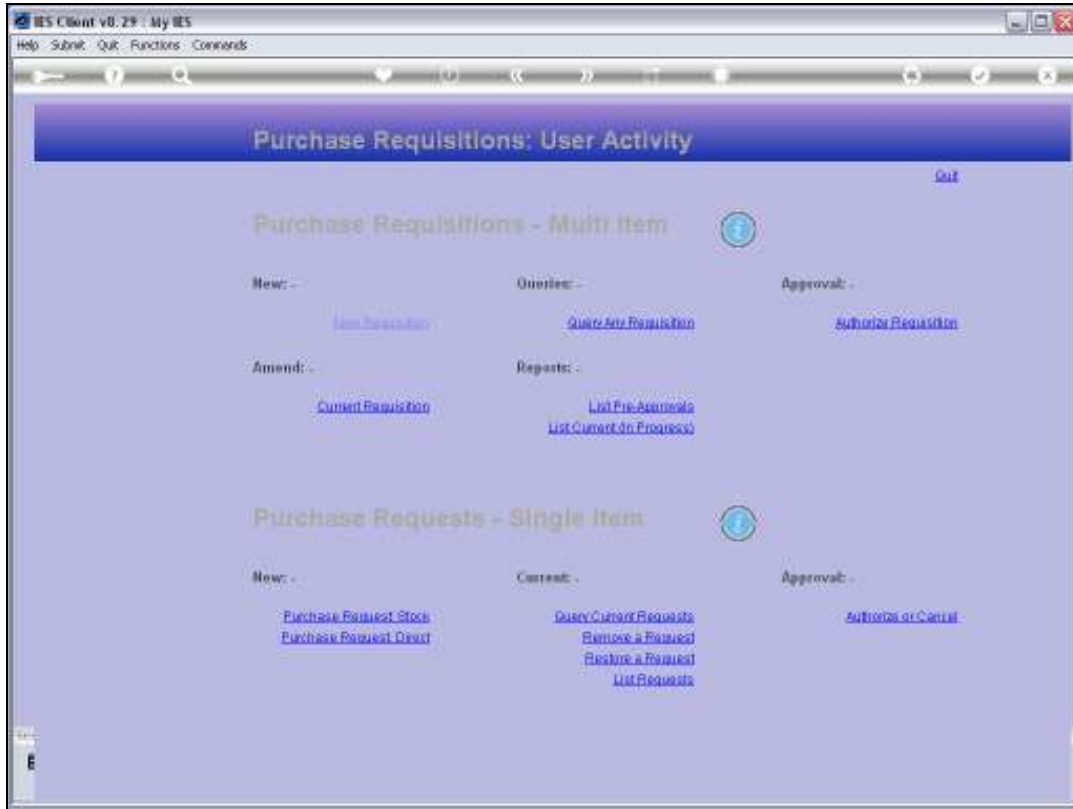 IES Client v8.29 : My IES
Help Submit Quit Functions Commands
Purchase Requisitions: User Activity
Quit
Purchase Requisitions - Multi Item
New: - Queries: - Approval: -
New Requisition Query Any Requisition Authorize Requisition
Amend: - Reports: -
Current Requisition List Pre-Approvals
List Current (In Progress)
Purchase Requests - Single Item
New: - Current: - Approval: -
Purchase Request Stock Query Current Requests Authorize or Cancel
Purchase Request Direct Remove a Request
Restore a Request
List Requests